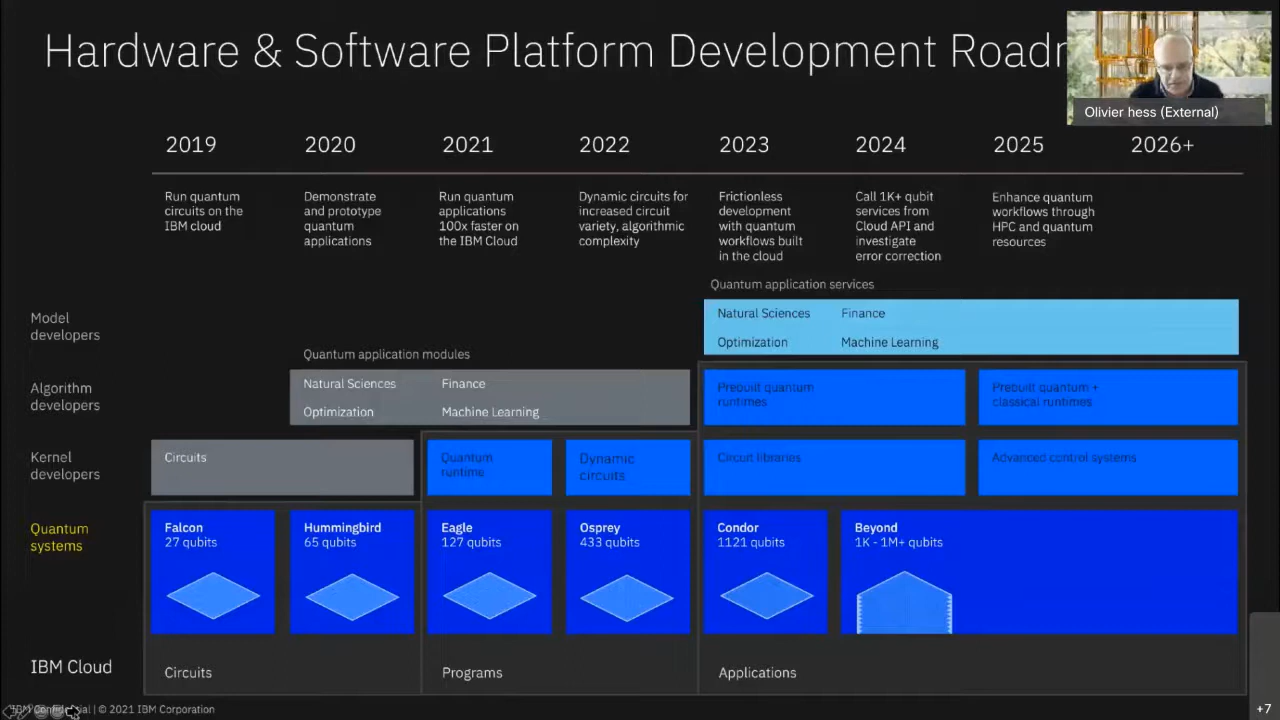 Hardware & Software Platform Development Roadm
Olivier hess (External)
2019
2020
2021
2022
2023
2024
2025
2026+
Run quantum
circuits on the
IBM cloud
Demonstrate
and prototype
quantum
applications
Run quantum
applications
100x faster on
the IBM Cloud
Dynamic circuits for
increased circuit
variety, algorithmic
complexity
Frictionless
development
with quantum
workflows built
in the cloud
Call 1K+ qubit
services from
Cloud API and
investigate
error correction
Enhance quantum
workflows through
HPC and quantum
resources
Quantum application services
Model
developers
Natural Sciences
Finance
Optimization
Machine Learning
Quantum application modules
Algorithm
developers
Natural Sciences
Finance
Optimization
Machine Learning
Prebuilt quantum
runtimes
Prebuilt quantum +
classical runtimes
Kernel
developers
Circuits
Quantum
runtime
Dynamic
circuits
Circuit libraries
Advanced control systems
Quantum
systems
Falcon
27 qubits
Hummingbird
65 qubits
Eagle
127 qubits
Osprey
433 qubits
Condor
1121 qubits
Beyond
1K - 1M+ qubits
IBM Cloud
Circuits
Programs
Applications
IBM Confidential | © 2021 IBM Corporation
+7